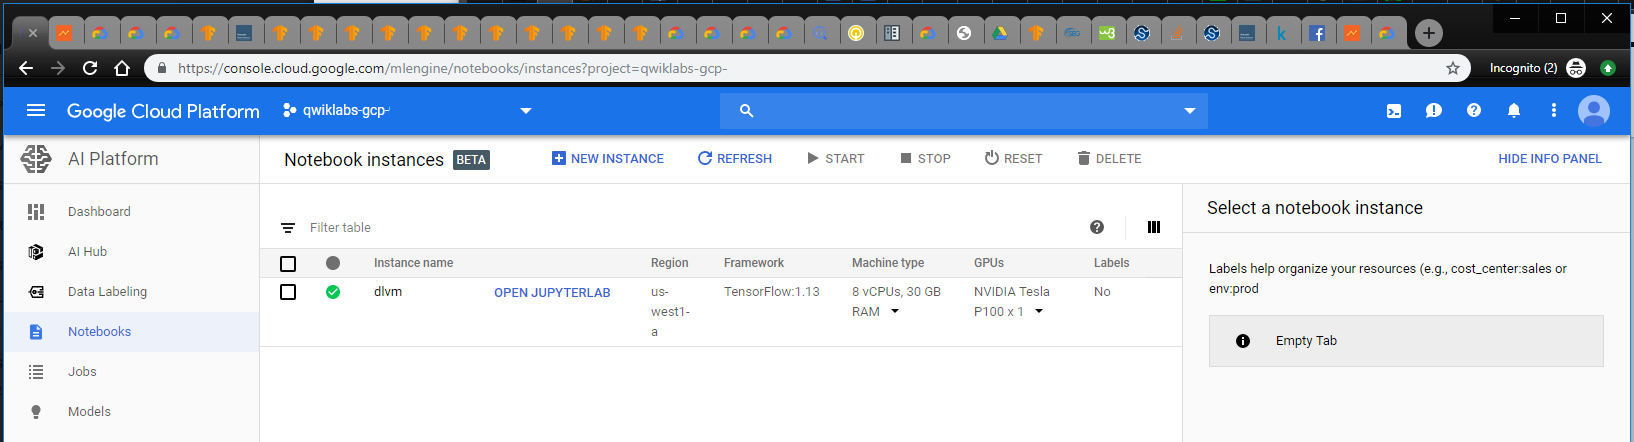 https://console.cloud.google.com/mlengine/notebooks/instances?project=qwiklabs-gcp-
Incognito (2)
Google Cloud Platform
qwiklabs-gcp-
AI Platform
Notebook instances BETA
NEW INSTANCE
REFRESH
START
STOP
RESET
DELETE
HIDE INFO PANEL
Dashboard
AI Hub
Data Labeling
Notebooks
Jobs
Models
Filter table
Instance name Region Framework Machine type GPUs Labels
dlvm OPEN JUPYTERLAB us- TensorFlow:1.13 8 vCPUs, 30 GB NVIDIA Tesla No
west1- RAM P100 x 1
a
Select a notebook instance
Labels help organize your resources (e.g., cost_center:sales or
env:prod
Empty Tab